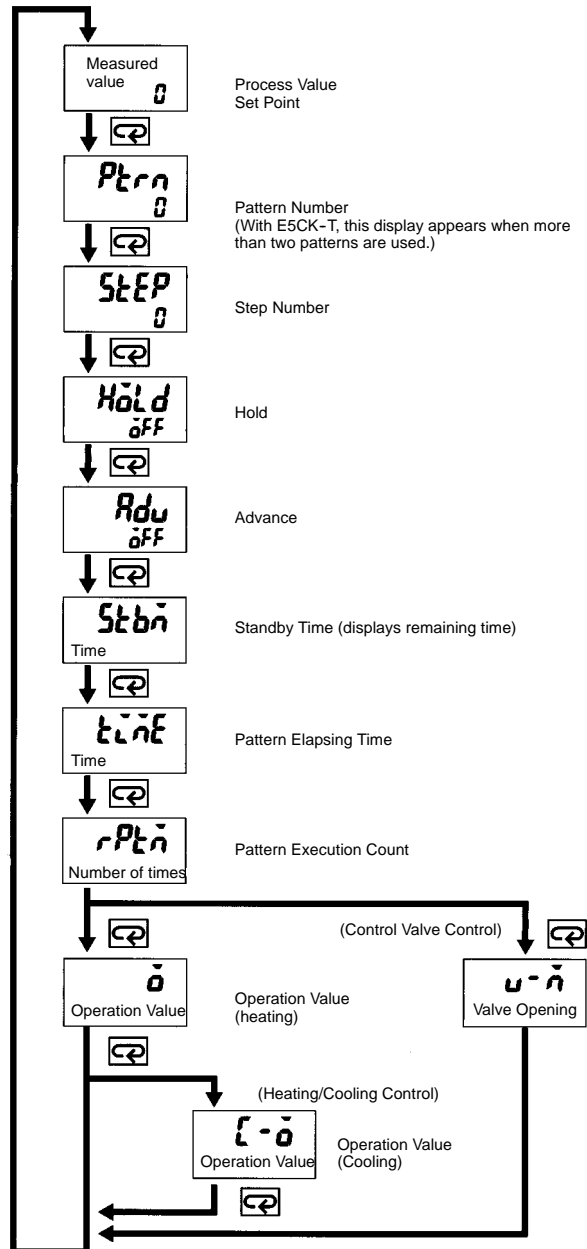 Measured
value
0
Process Value
Set Point
Ptrn
0
Pattern Number
(With E5CK-T, this display appears when more
than two patterns are used.)
StEP
0
Step Number
HoLd
oFF
Hold
Adv
oFF
Advance
Stbm
Time
Standby Time (displays remaining time)
timE
Time
Pattern Elapsing Time
rPtm
Number of times
Pattern Execution Count
(Control Valve Control)
o
Operation Value
Operation Value
(heating)
v-m
Valve Opening
(Heating/Cooling Control)
C-o
Operation Value
Operation Value
(Cooling)